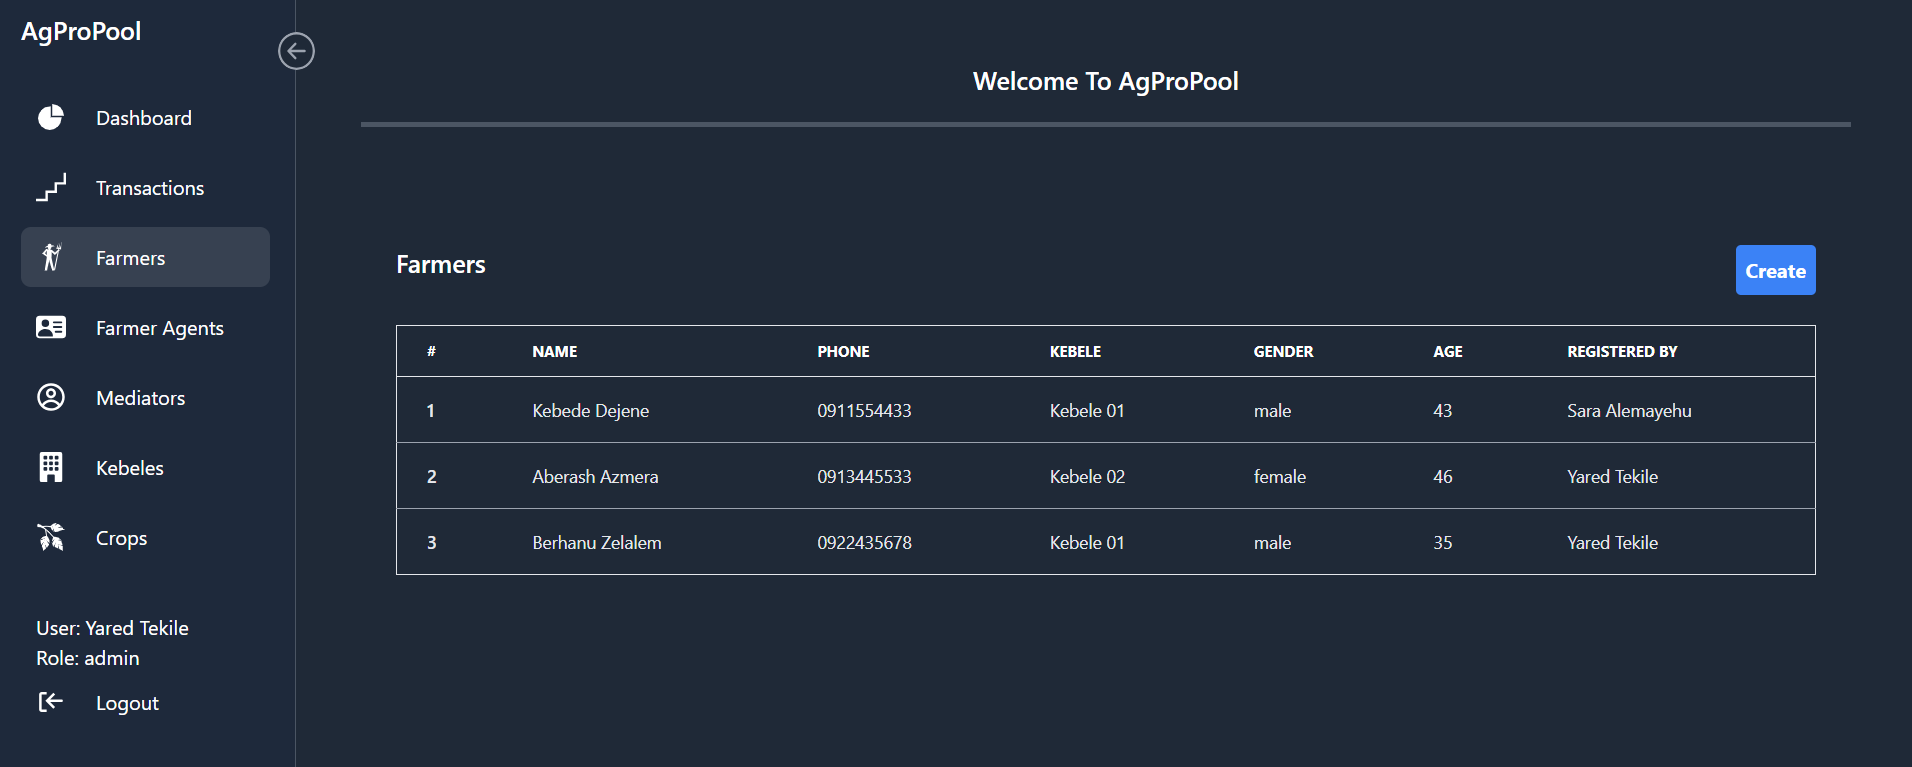 AgProPool
Dashboard
Transactions
Farmers
Farmer Agents
Mediators
Kebeles
Crops
User: Yared Tekile
Role: admin
Logout
Welcome To AgProPool
Farmers
Create
# NAME PHONE KEBELE GENDER AGE REGISTERED BY
1 Kebede Dejene 0911554433 Kebele 01 male 43 Sara Alemayehu
2 Aberash Azmera 0913445533 Kebele 02 female 46 Yared Tekile
3 Berhanu Zelalem 0922435678 Kebele 01 male 35 Yared Tekile